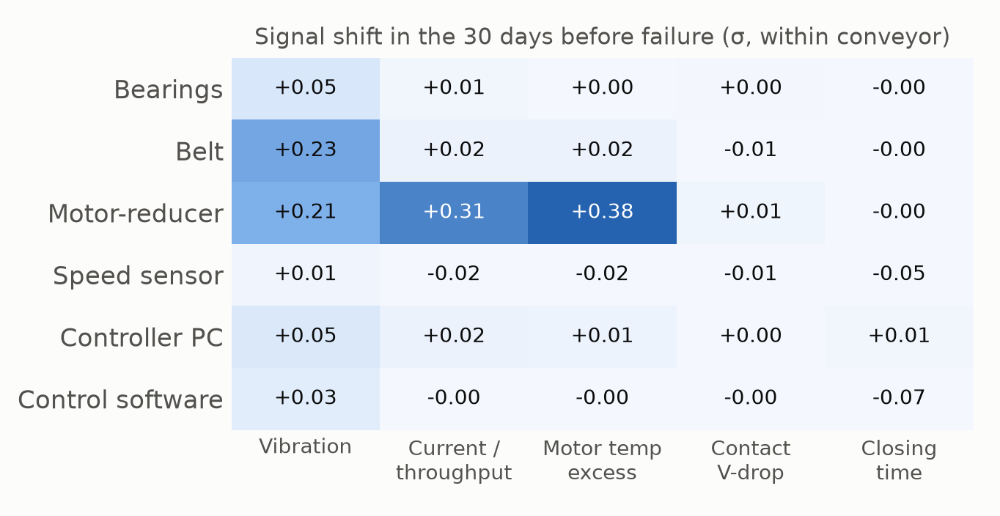 Signal shift in the 30 days before failure (σ, within conveyor)
Bearings +0.05 +0.01 +0.00 +0.00 -0.00
Belt +0.23 +0.02 +0.02 -0.01 -0.00
Motor-reducer +0.21 +0.31 +0.38 +0.01 -0.00
Speed sensor +0.01 -0.02 -0.02 -0.01 -0.05
Controller PC +0.05 +0.02 +0.01 +0.00 +0.01
Control software +0.03 -0.00 -0.00 -0.00 -0.07
Vibration Current / Motor temp Contact Closing
throughput excess V-drop time